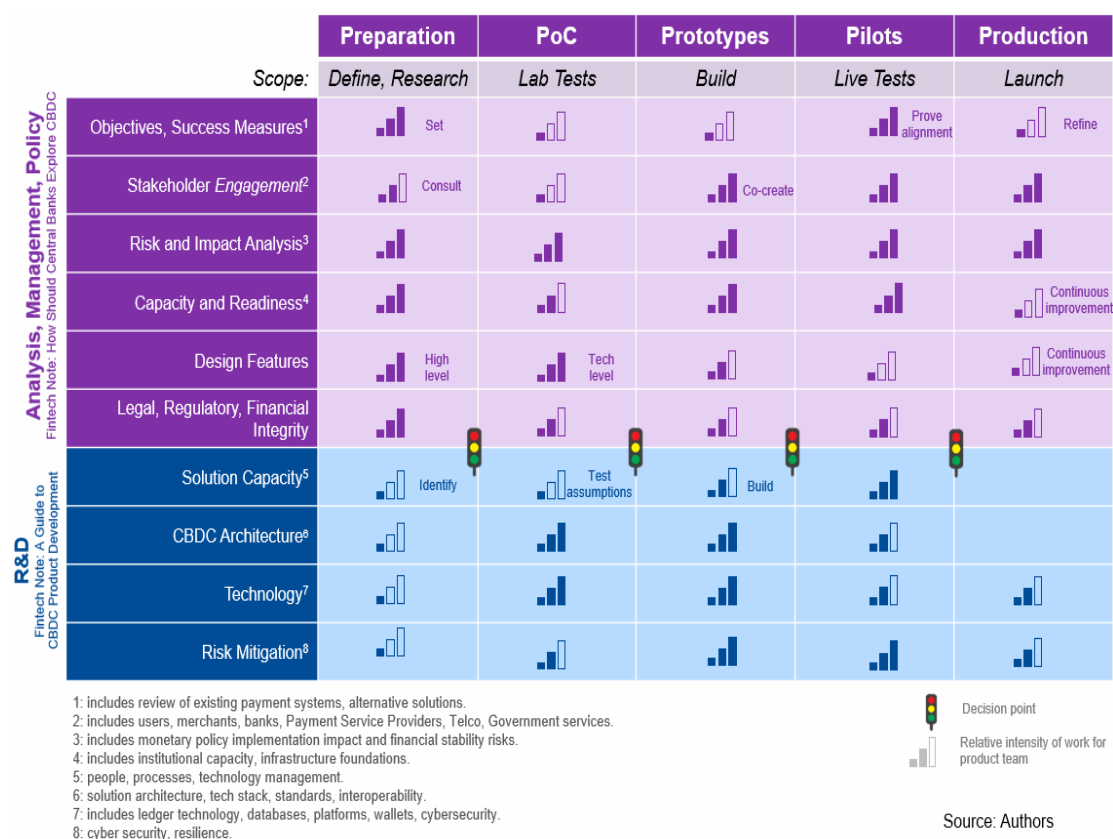 Preparation PoC Prototypes Pilots Production
Scope: Define, Research Lab Tests Build Live Tests Launch
Analysis, Management, Policy
Fintech Note: How Should Central Banks Explore CBDC
Objectives, Success Measures1 Set Prove
alignment Refine
Stakeholder Engagement2 Consult Co-create
Risk and Impact Analysis3
Capacity and Readiness4 Continuous
improvement
Design Features High
level Tech
level Continuous
improvement
Legal, Regulatory, Financial
Integrity
R&D
Fintech Note: A Guide to
CBDC Product Development
Solution Capacity5 Identify Test
assumptions Build
CBDC Architecture6
Technology7
Risk Mitigation8
1: includes review of existing payment systems, alternative solutions.
2: includes users, merchants, banks, Payment Service Providers, Telco, Government services.
3: includes monetary policy implementation impact and financial stability risks.
4: includes institutional capacity, infrastructure foundations.
5: people, processes, technology management.
6: solution architecture, tech stack, standards, interoperability.
7: includes ledger technology, databases, platforms, wallets, cybersecurity.
8: cyber security, resilience.
Decision point
Relative intensity of work for
product team
Source: Authors